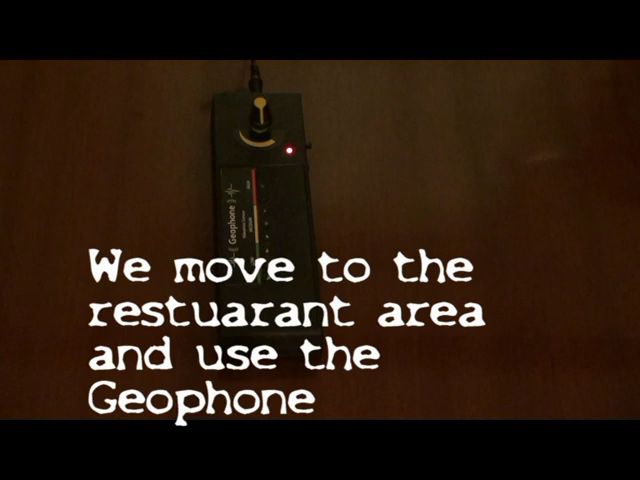 Geophone
We move to the
restuarant area
and use the
Geophone